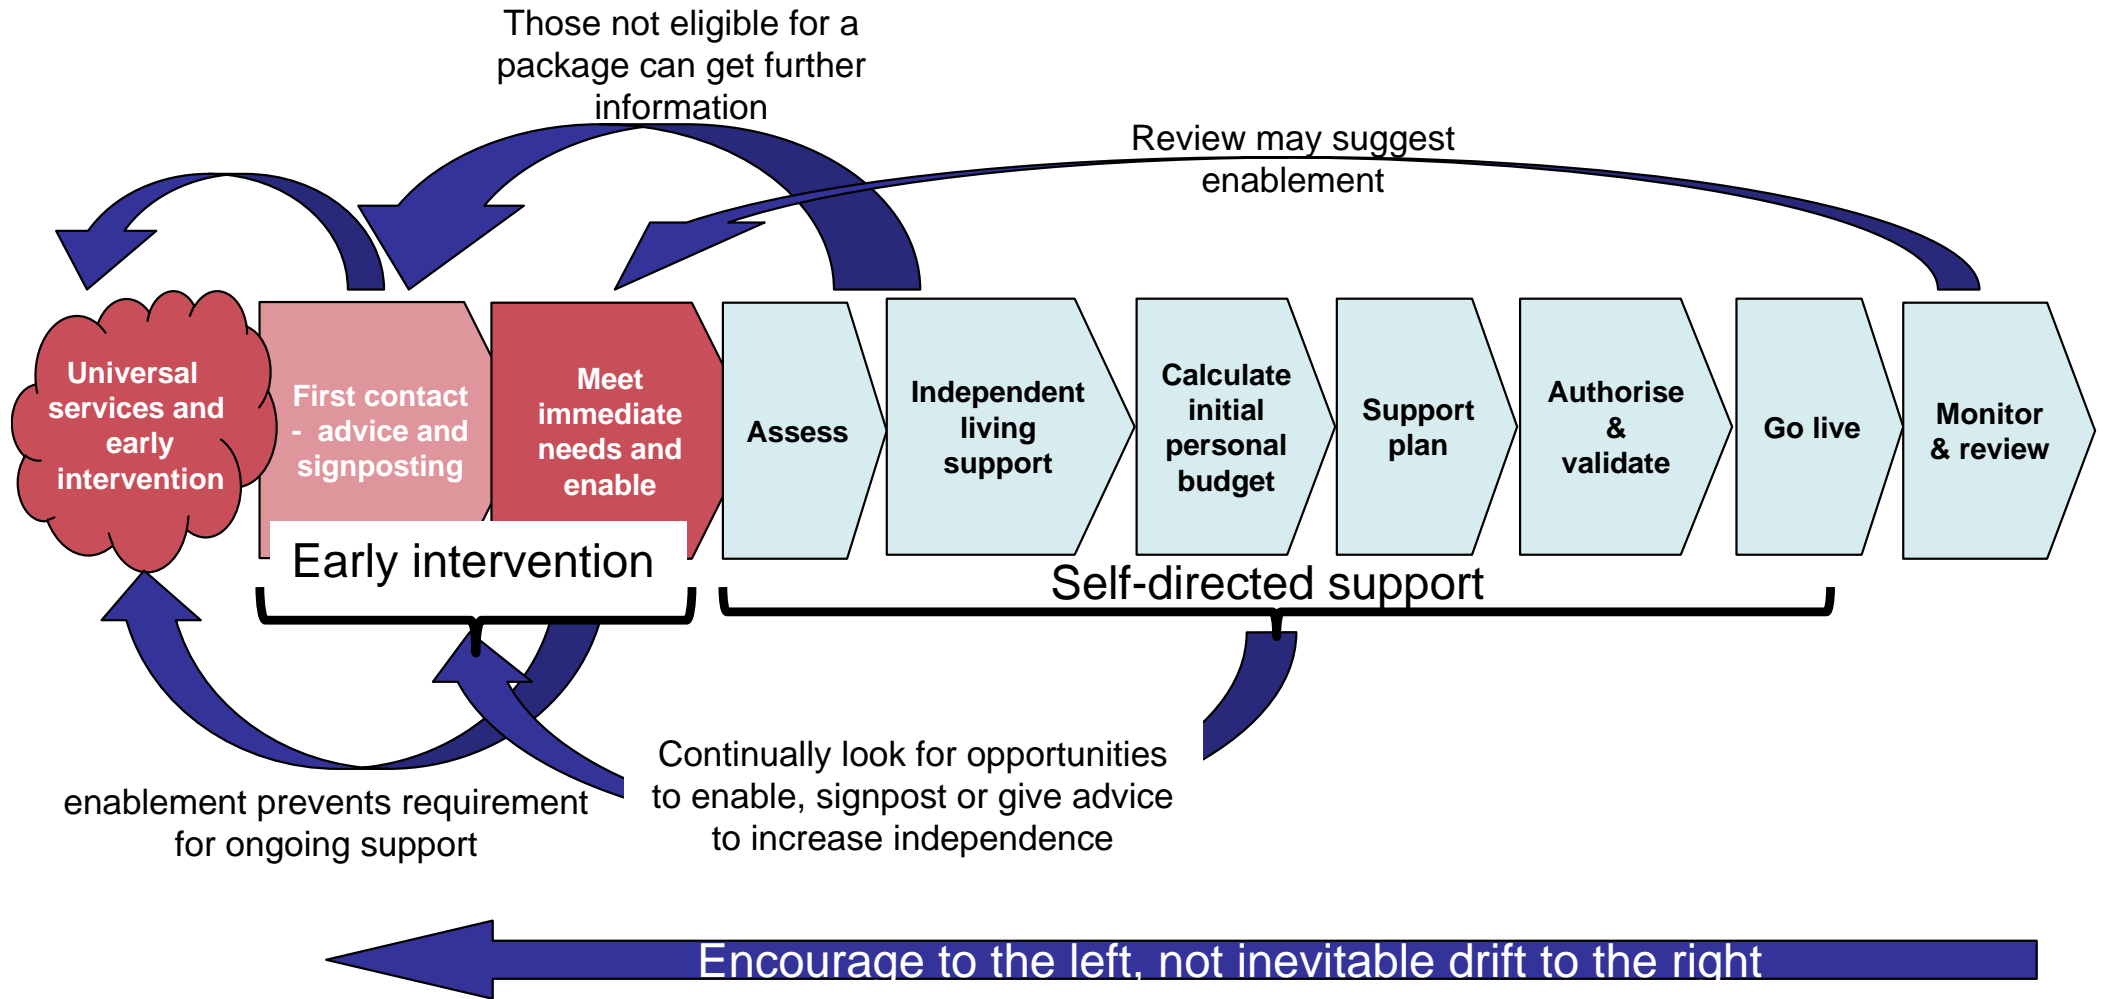 Those not eligible for a
package can get further
information
Review may suggest
enablement
Universal
services and
early
intervention
First contact
- advice and
signposting
Meet
immediate
needs and
enable
Assess
Independent
living
support
Calculate
initial
personal
budget
Support
plan
Authorise
&
validate
Go live
Monitor
& review
Early intervention
Self-directed support
Continually look for opportunities
to enable, signpost or give advice
to increase independence
enablement prevents requirement
for ongoing support
Encourage to the left, not inevitable drift to the right